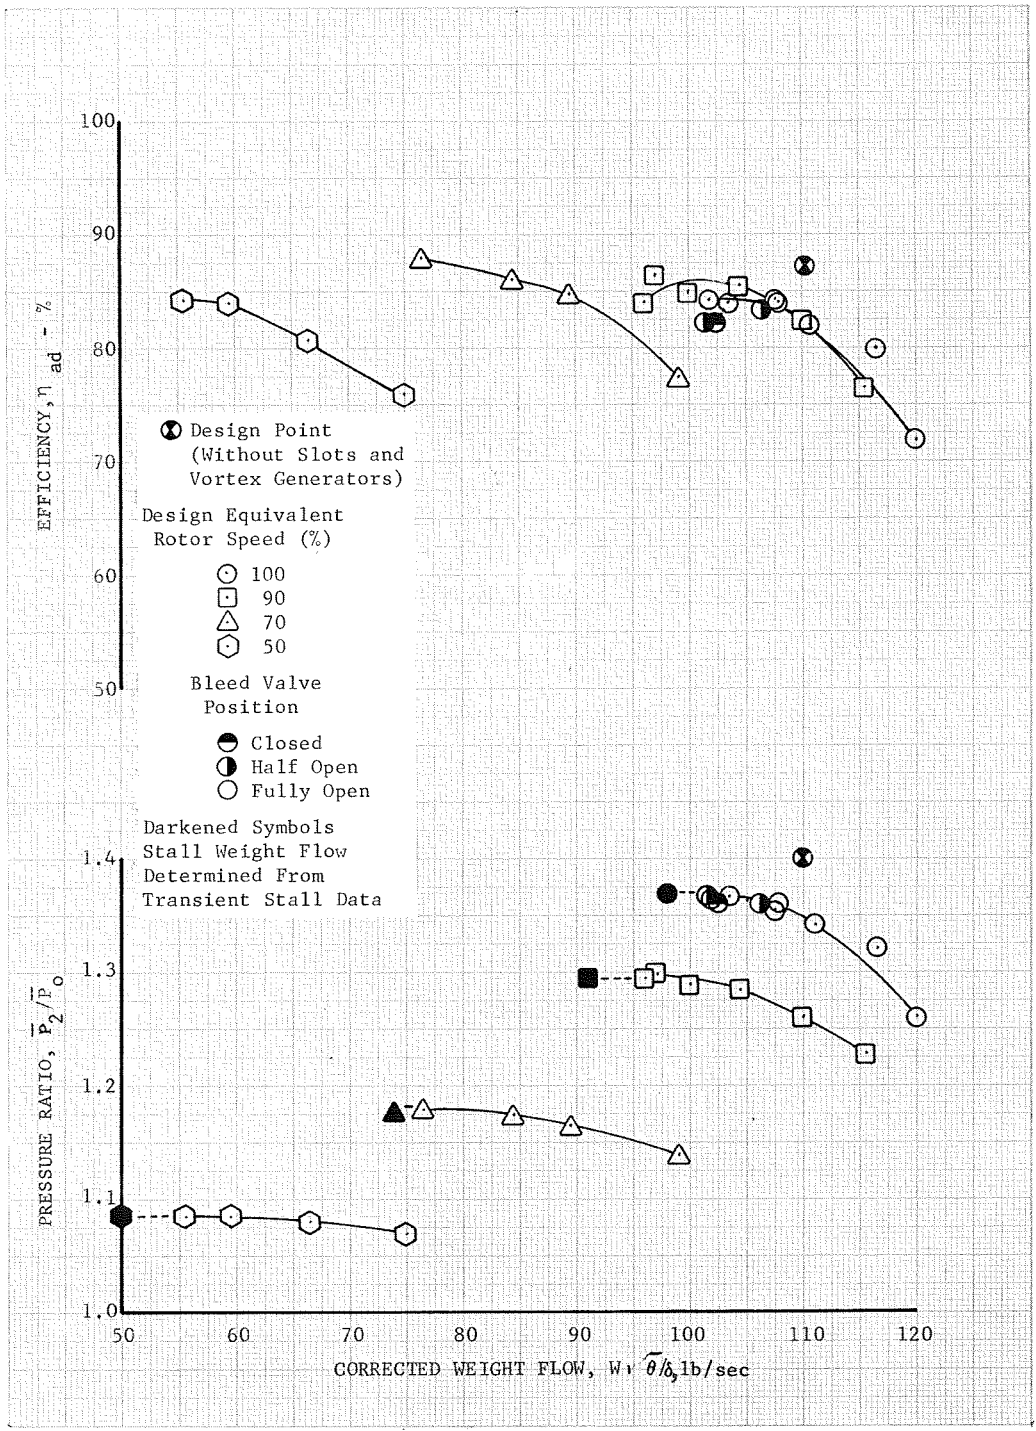 100
90
80
70
60
50
EFFICIENCY, η ad - %
Design Point
(Without Slots and
Vortex Generators)
Design Equivalent
Rotor Speed (%)
100
90
70
50
Bleed Valve
Position
Closed
Half Open
Fully Open
Darkened Symbols
Stall Weight Flow
Determined From
Transient Stall Data
1.4
1.3
1.2
1.1
1.0
PRESSURE RATIO, P̅2/P̅o
50 60 70 80 90 100 110 120
CORRECTED WEIGHT FLOW, W√θ/δ, lb/sec